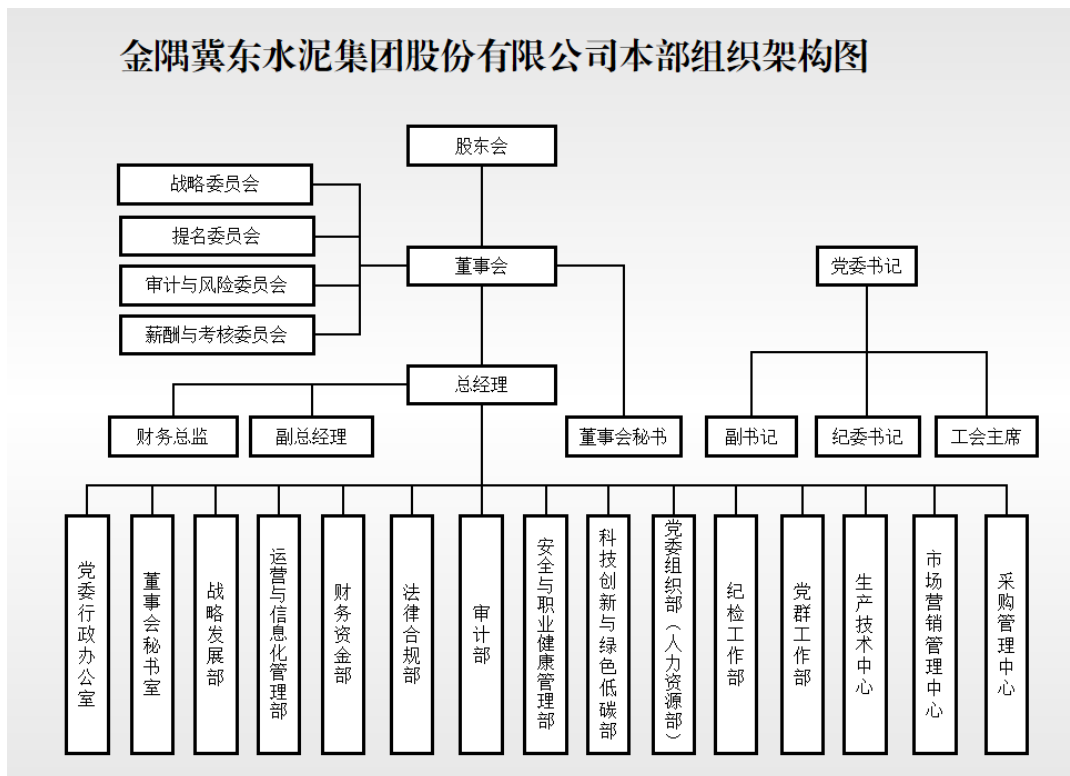 金隅冀东水泥集团股份有限公司本部组织架构图
股东会
战略委员会
提名委员会
审计与风险委员会
薪酬与考核委员会
董事会
党委书记
总经理
财务总监
副总经理
董事会秘书
副书记
纪委书记
工会主席
党委行政办公室
董事会秘书室
战略发展部
运营与信息化管理部
财务资金部
法律合规部
审计部
安全与职业健康管理部
科技创新与绿色低碳部
党委组织部（人力资源部）
纪检工作部
党群工作部
生产技术中心
市场营销管理中心
采购管理中心